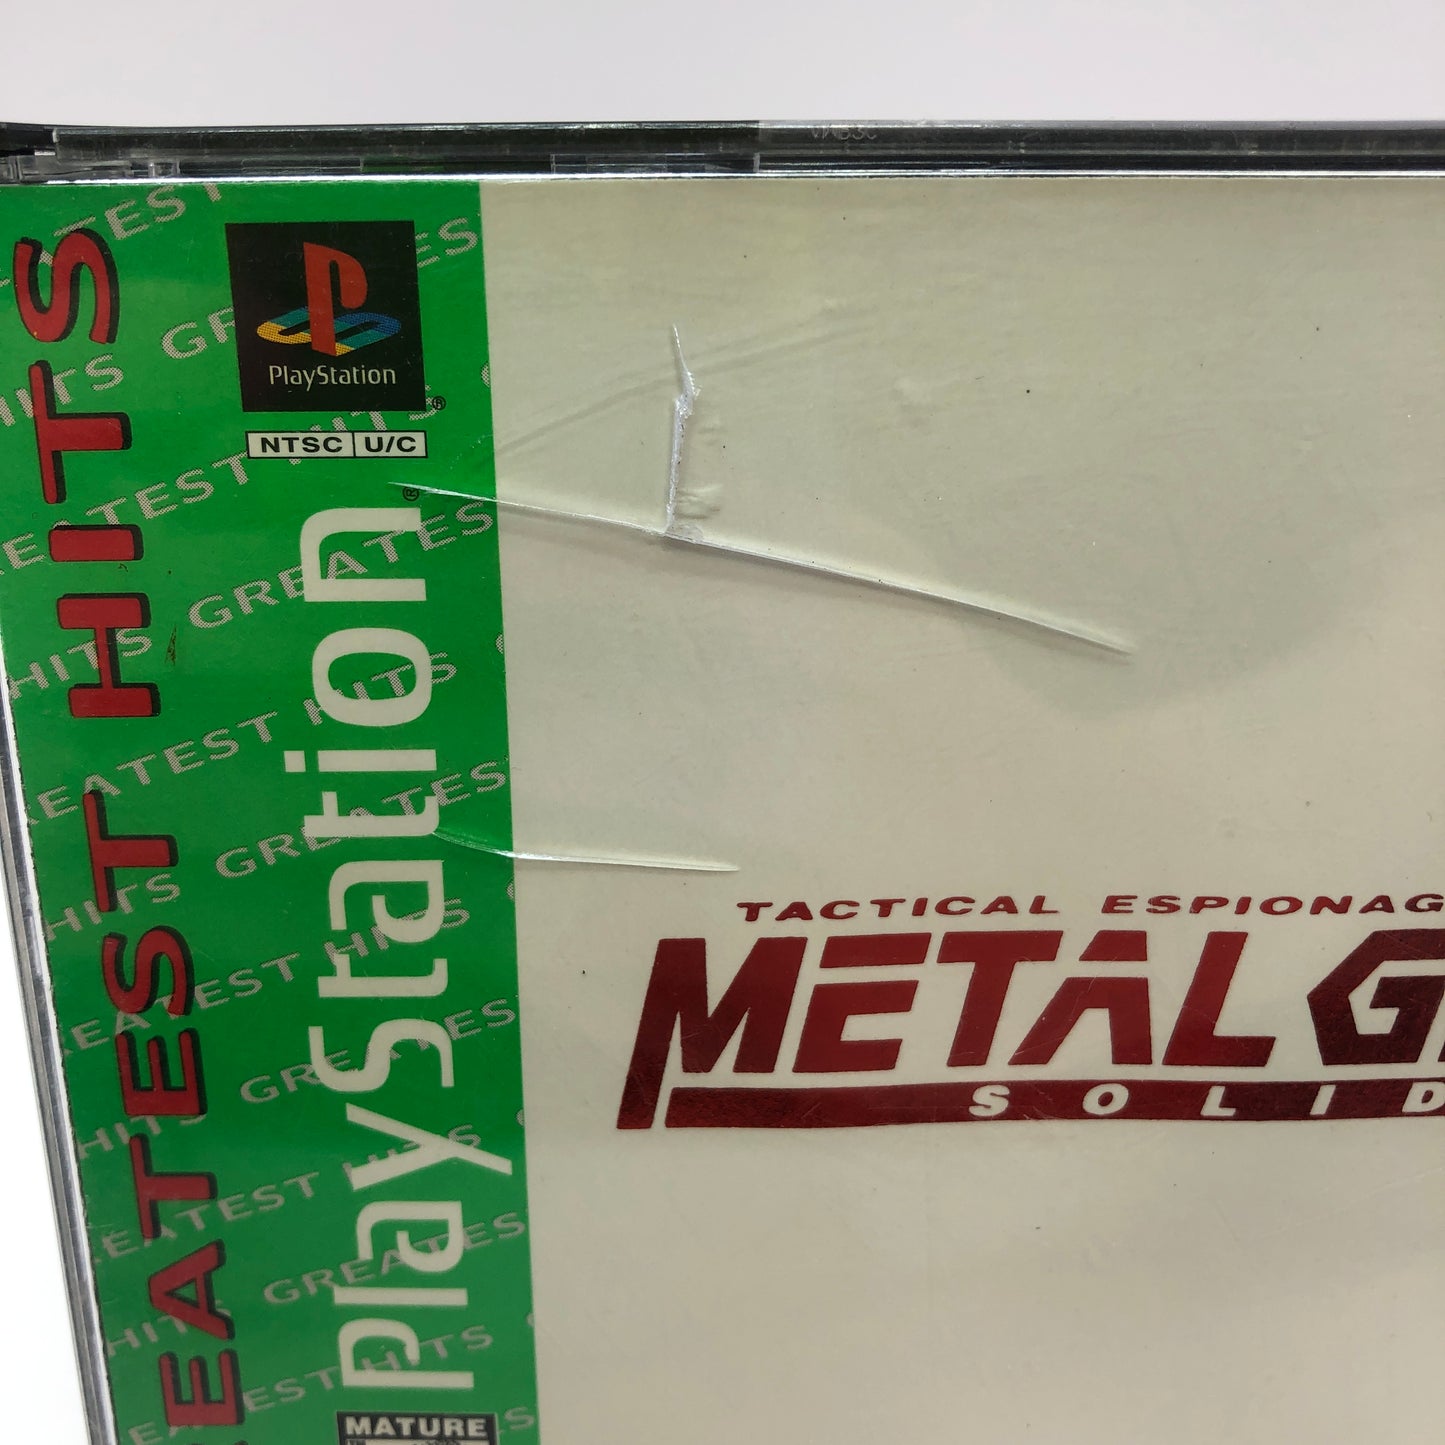 PlayStation
®
NTSC U/C
GREATEST HITS
PlayStation®
TACTICAL ESPIONAG
METAL G
SOLID
MATURE